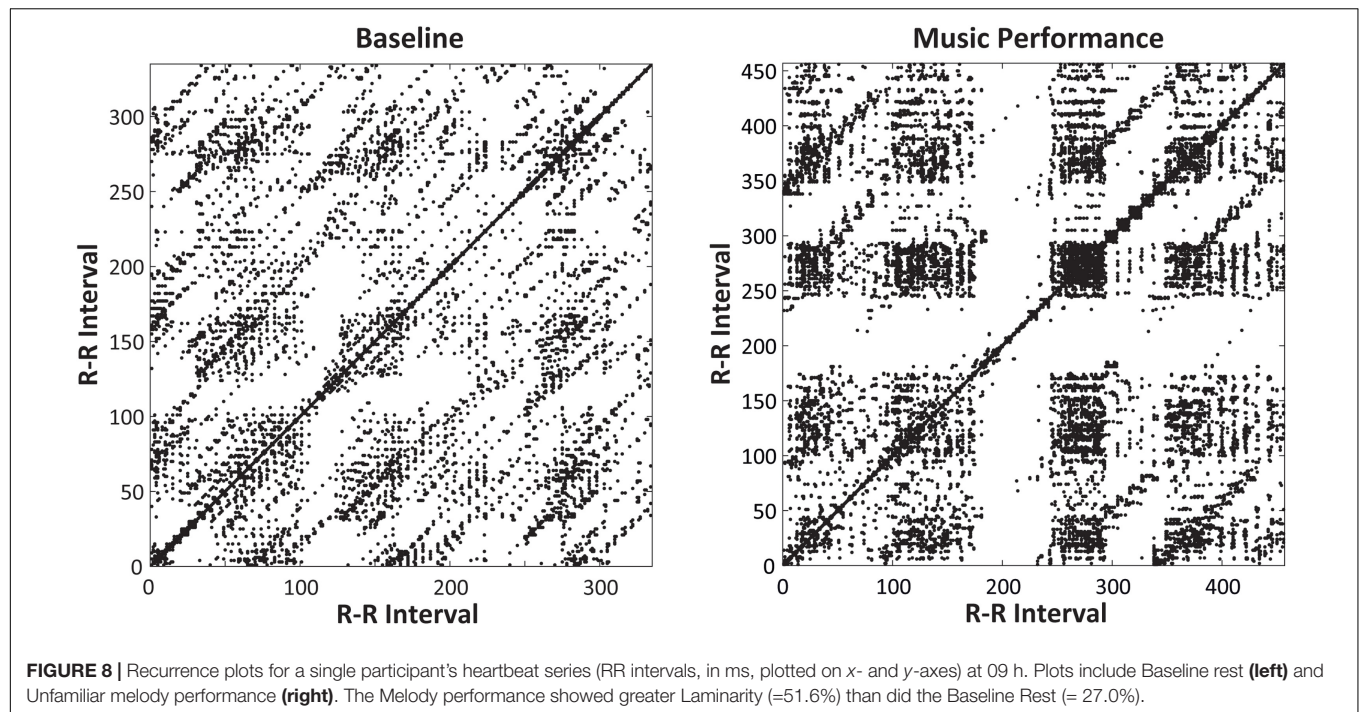 Baseline
300
250
200
150
100
50
0
R-R Interval
0 100 200 300
R-R Interval
Music Performance
450
400
350
300
250
200
150
100
50
0
R-R Interval
0 100 200 300 400
R-R Interval
FIGURE 8 | Recurrence plots for a single participant's heartbeat series (RR intervals, in ms, plotted on x- and y-axes) at 09 h. Plots include Baseline rest (left) and
Unfamiliar melody performance (right). The Melody performance showed greater Laminarity (=51.6%) than did the Baseline Rest (= 27.0%).